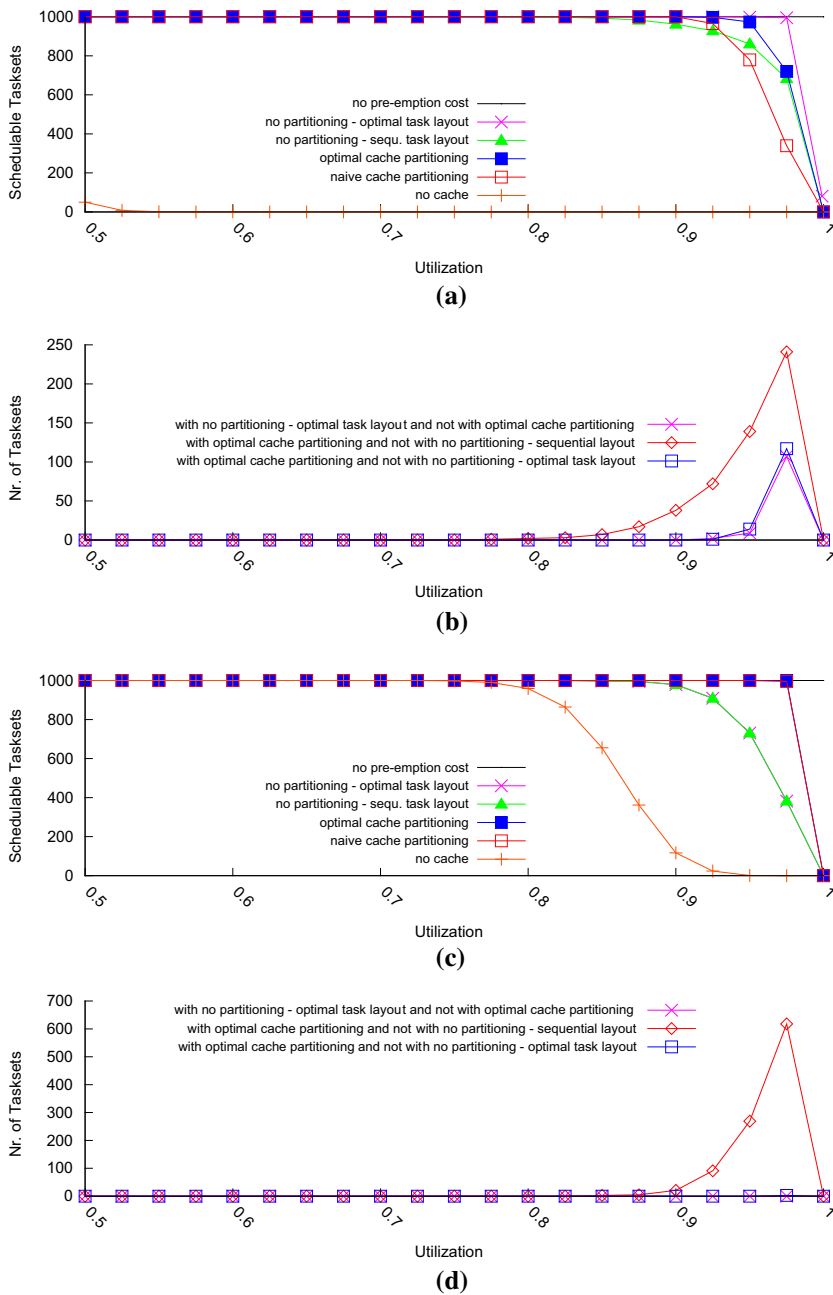 1000
800
600
400
200
0
Schedulable Tasksets
no pre-emption cost
no partitioning - optimal task layout
no partitioning - sequ. task layout
optimal cache partitioning
naive cache partitioning
no cache
0.5
0.6
0.7
0.8
0.9
1
Utilization
(a)
250
200
150
100
50
0
Nr. of Tasksets
with no partitioning - optimal task layout and not with optimal cache partitioning
with optimal cache partitioning and not with no partitioning - sequential layout
with optimal cache partitioning and not with no partitioning - optimal task layout
0.5
0.6
0.7
0.8
0.9
1
Utilization
(b)
1000
800
600
400
200
0
Schedulable Tasksets
no pre-emption cost
no partitioning - optimal task layout
no partitioning - sequ. task layout
optimal cache partitioning
naive cache partitioning
no cache
0.5
0.6
0.7
0.8
0.9
1
Utilization
(c)
700
600
500
400
300
200
100
0
Nr. of Tasksets
with no partitioning - optimal task layout and not with optimal cache partitioning
with optimal cache partitioning and not with no partitioning - sequential layout
with optimal cache partitioning and not with no partitioning - optimal task layout
0.5
0.6
0.7
0.8
0.9
1
Utilization
(d)